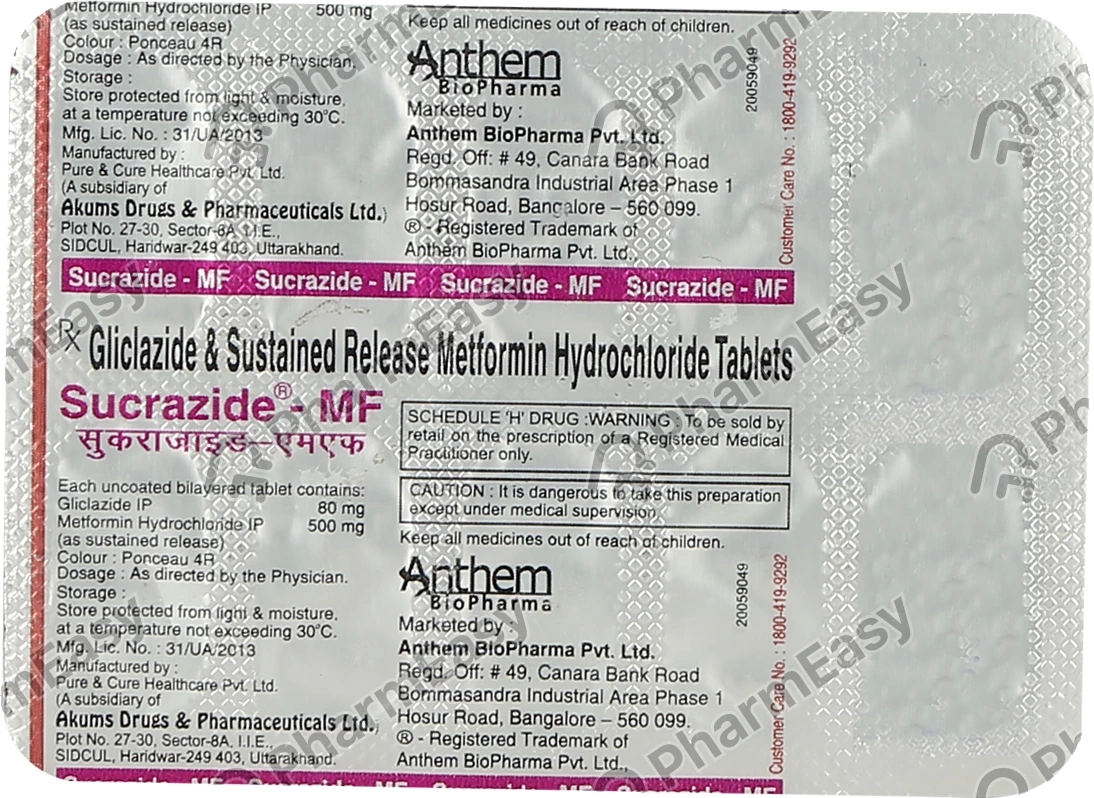 Metformin Hydrochloride IP 500 mg
(as sustained release)
Colour : Ponceau 4R
Dosage : As directed by the Physician.
Storage :
Store protected from light & moisture,
at a temperature not exceeding 30°C.
Mfg. Lic. No. : 31/UA/2013
Manufactured by :
Pure & Cure Healthcare Pvt. Ltd.
(A subsidiary of
Akums Drugs & Pharmaceuticals Ltd.)
Plot No. 27-30, Sector-8A, I.I.E.,
SIDCUL, Haridwar-249 403, Uttarakhand.
Keep all medicines out of reach of children.
Anthem
BioPharma
Marketed by :
Anthem BioPharma Pvt. Ltd.
Regd. Off: # 49, Canara Bank Road
Bommasandra Industrial Area Phase 1
Hosur Road, Bangalore – 560 099.
® - Registered Trademark of
Anthem BioPharma Pvt. Ltd.,
20059049
Customer Care No. : 1800-419-9292
Sucrazide - MF Sucrazide - MF Sucrazide - MF Sucrazide - MF
Rx Gliclazide & Sustained Release Metformin Hydrochloride Tablets
Sucrazide® - MF
सुकराजाइड–एमएफ
Each uncoated bilayered tablet contains:
Gliclazide IP 80 mg
Metformin Hydrochloride IP 500 mg
(as sustained release)
Colour : Ponceau 4R
Dosage : As directed by the Physician.
Storage :
Store protected from light & moisture,
at a temperature not exceeding 30°C.
Mfg. Lic. No. : 31/UA/2013
Manufactured by :
Pure & Cure Healthcare Pvt. Ltd.
(A subsidiary of
Akums Drugs & Pharmaceuticals Ltd.)
Plot No. 27-30, Sector-8A, I.I.E.,
SIDCUL, Haridwar-249 403, Uttarakhand.
SCHEDULE 'H' DRUG :WARNING : To be sold by
retail on the prescription of a Registered Medical
Practitioner only.
CAUTION : It is dangerous to take this preparation
except under medical supervision.
Keep all medicines out of reach of children.
Anthem
BioPharma
Marketed by :
Anthem BioPharma Pvt. Ltd.
Regd. Off: # 49, Canara Bank Road
Bommasandra Industrial Area Phase 1
Hosur Road, Bangalore – 560 099.
® - Registered Trademark of
Anthem BioPharma Pvt. Ltd.,
20059049
Customer Care No. : 1800-419-9292
Sucrazide - MF Sucrazide - MF Sucrazide - MF Sucrazide - MF
PharmEasy
PharmEasy
PharmEasy
PharmEasy